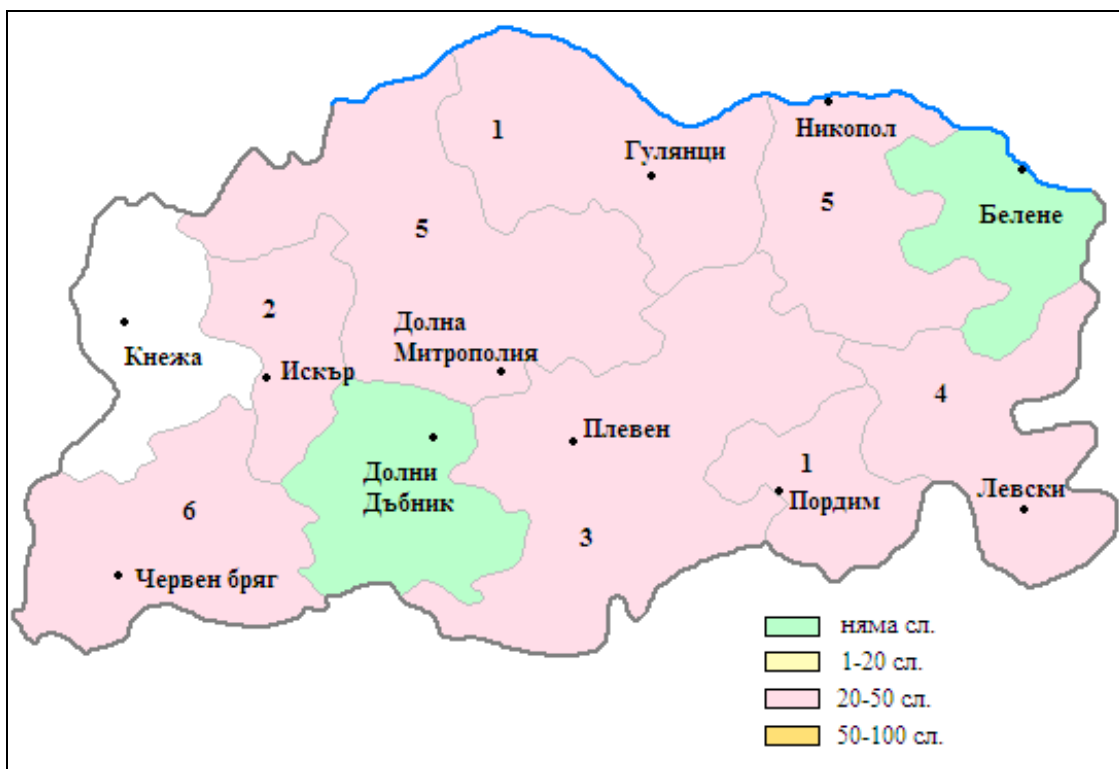 1
Никопол
Гулянци
5
Белене
5
2
Долна
Митрополия
Кнежа
Искър
4
Плевен
Долни
Дъбник
1
Пордим
Левски
6
3
Червен бряг
няма сл.
1-20 сл.
20-50 сл.
50-100 сл.